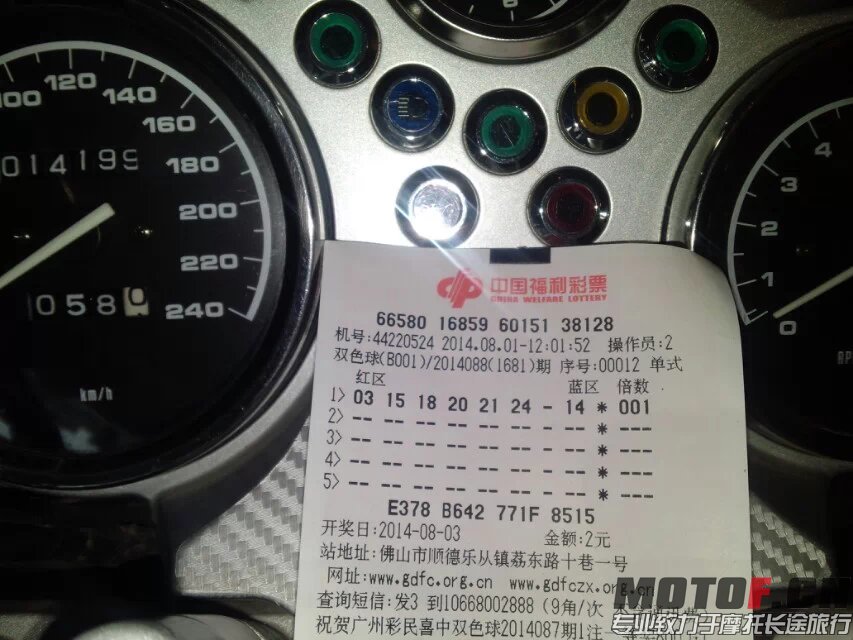 100
120
140
160
180
200
220
240
km/h
014199
058
4
3
2
1
0
中国福利彩票
CHINA WELFARE LOTTERY
66580 16859 60151 38128
机号:44220524 2014.08.01-12:01:52 操作员:2
双色球(B001)/2014088(1681)期 序号:00012 单式
红区 蓝区 倍数
1> 03 15 18 20 21 24 - 14 * 001
2> -- -- -- -- -- -- - -- * ---
3> -- -- -- -- -- -- - -- * ---
4> -- -- -- -- -- -- - -- * ---
5> -- -- -- -- -- -- - -- * ---
E378 B642 771F 8515
开奖日:2014-08-03 金额:2元
站地址:佛山市顺德乐从镇荔东路十巷一号
网址:www.gdfc.org.cn www.gdfczx.org.cn
查询短信:发3 到10668002888 (9角/次
祝贺广州彩民喜中双色球2014087期1注
MOTOF.CN
专业致力于摩托长途旅行